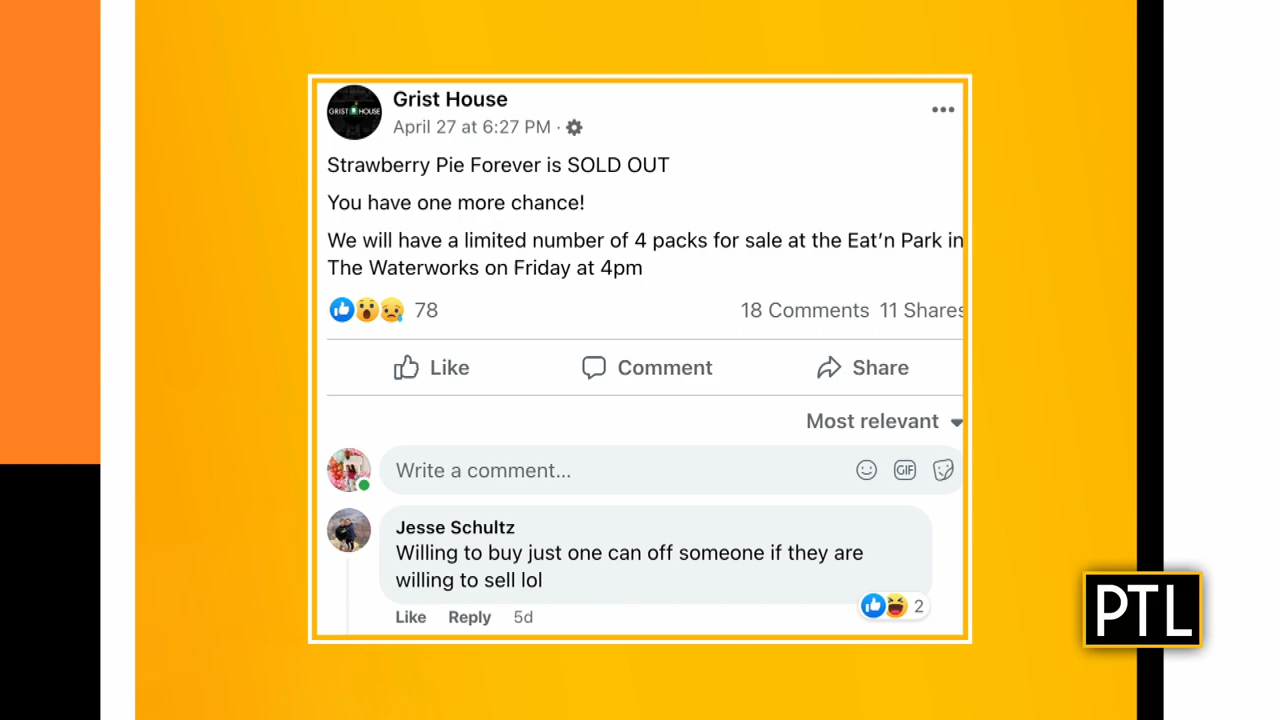 GRIST HOUSE
Grist House
April 27 at 6:27 PM ·
Strawberry Pie Forever is SOLD OUT
You have one more chance!
We will have a limited number of 4 packs for sale at the Eat’n Park in
The Waterworks on Friday at 4pm
78 18 Comments 11 Shares
Like Comment Share
Most relevant
Write a comment... GIF
Jesse Schultz
Willing to buy just one can off someone if they are
willing to sell lol
2
Like Reply 5d
PTL